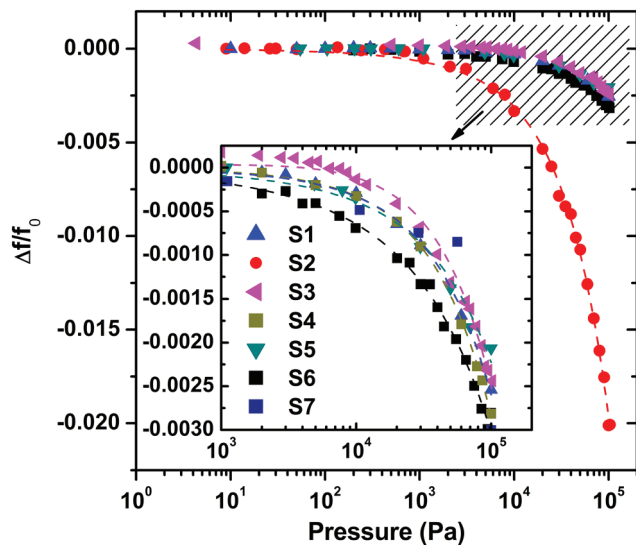 0.000
-0.005
-0.010
-0.015
-0.020
Δf/f0
0.0000
-0.0005
-0.0010
-0.0015
-0.0020
-0.0025
-0.0030
S1
S2
S3
S4
S5
S6
S7
10^3 10^4 10^5
10^0 10^1 10^2 10^3 10^4 10^5 10^6
Pressure (Pa)